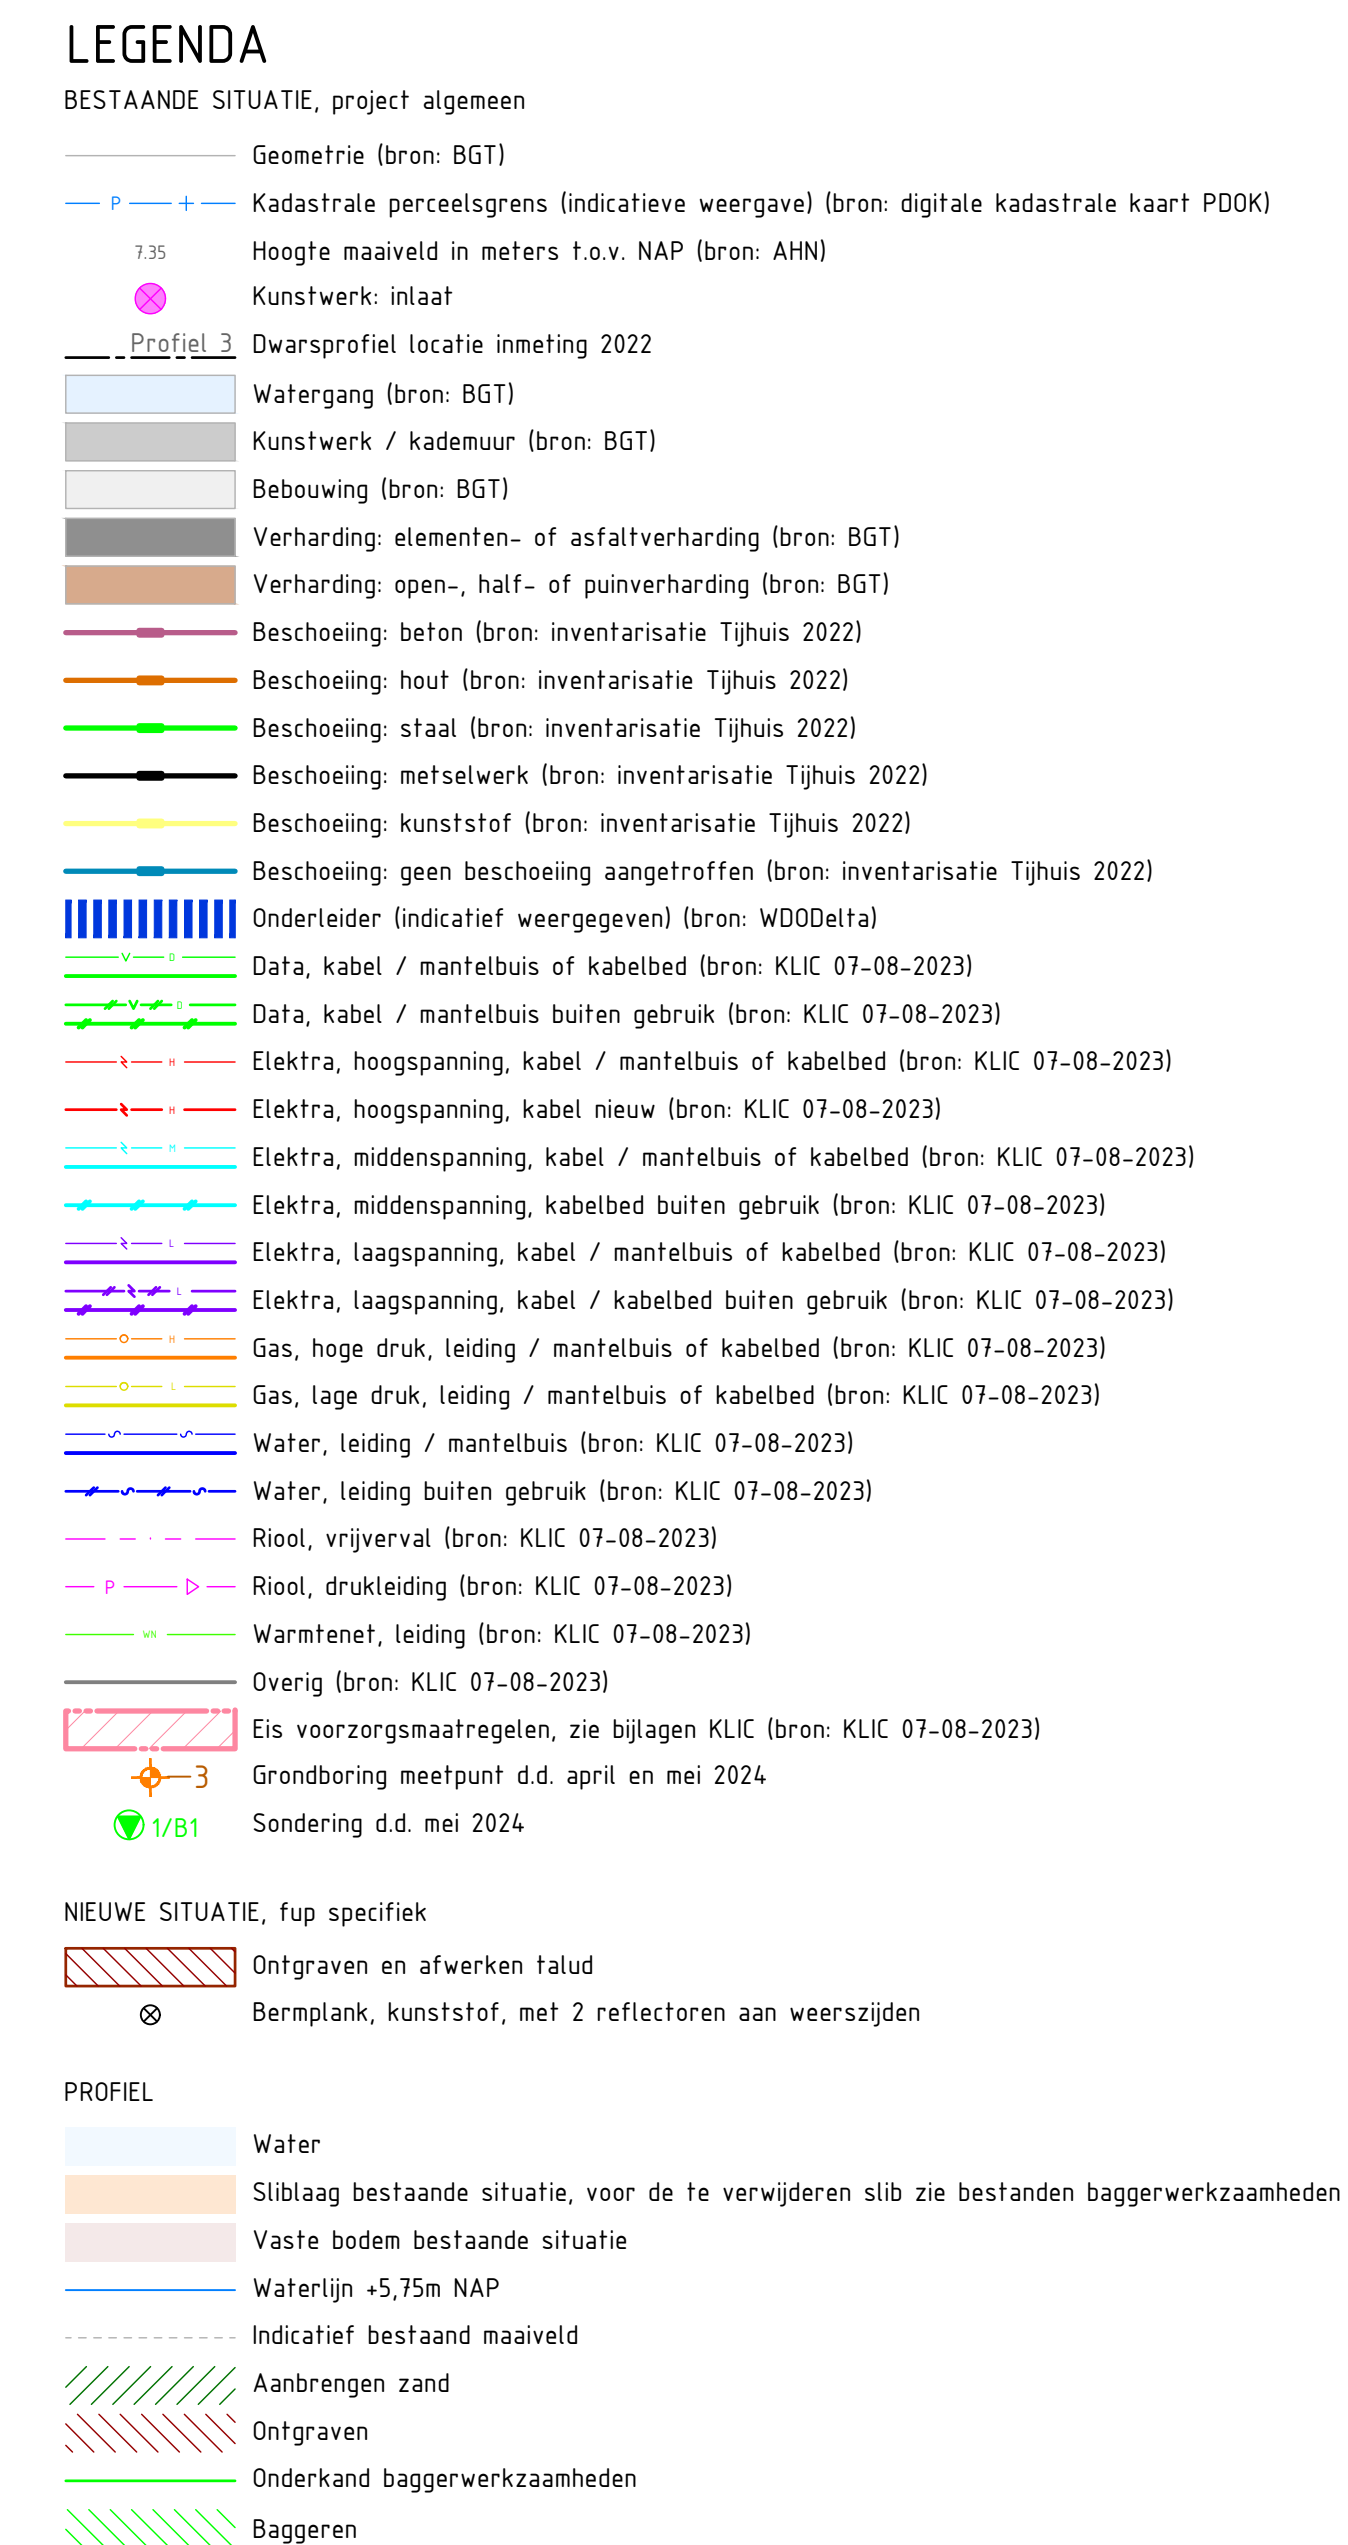 LEGENDA
BESTAANDE SITUATIE, project algemeen
Geometrie (bron: BGT)
P Kadastrale perceelsgrens (indicatieve weergave) (bron: digitale kadastrale kaart PDOK)
7.35 Hoogte maaiveld in meters t.o.v. NAP (bron: AHN)
Kunstwerk: inlaat
Profiel 3 Dwarsprofiel locatie inmeting 2022
Watergang (bron: BGT)
Kunstwerk / kademuur (bron: BGT)
Bebouwing (bron: BGT)
Verharding: elementen- of asfaltverharding (bron: BGT)
Verharding: open-, half- of puinverharding (bron: BGT)
Beschoeiing: beton (bron: inventarisatie Tijhuis 2022)
Beschoeiing: hout (bron: inventarisatie Tijhuis 2022)
Beschoeiing: staal (bron: inventarisatie Tijhuis 2022)
Beschoeiing: metselwerk (bron: inventarisatie Tijhuis 2022)
Beschoeiing: kunststof (bron: inventarisatie Tijhuis 2022)
Beschoeiing: geen beschoeiing aangetroffen (bron: inventarisatie Tijhuis 2022)
Onderleider (indicatief weergegeven) (bron: WDODelta)
V D Data, kabel / mantelbuis of kabelbed (bron: KLIC 07-08-2023)
V D Data, kabel / mantelbuis buiten gebruik (bron: KLIC 07-08-2023)
H Elektra, hoogspanning, kabel / mantelbuis of kabelbed (bron: KLIC 07-08-2023)
H Elektra, hoogspanning, kabel nieuw (bron: KLIC 07-08-2023)
M Elektra, middenspanning, kabel / mantelbuis of kabelbed (bron: KLIC 07-08-2023)
Elektra, middenspanning, kabelbed buiten gebruik (bron: KLIC 07-08-2023)
L Elektra, laagspanning, kabel / mantelbuis of kabelbed (bron: KLIC 07-08-2023)
L Elektra, laagspanning, kabel / kabelbed buiten gebruik (bron: KLIC 07-08-2023)
H Gas, hoge druk, leiding / mantelbuis of kabelbed (bron: KLIC 07-08-2023)
L Gas, lage druk, leiding / mantelbuis of kabelbed (bron: KLIC 07-08-2023)
Water, leiding / mantelbuis (bron: KLIC 07-08-2023)
Water, leiding buiten gebruik (bron: KLIC 07-08-2023)
Riool, vrijverval (bron: KLIC 07-08-2023)
P Riool, drukleiding (bron: KLIC 07-08-2023)
WN Warmtenet, leiding (bron: KLIC 07-08-2023)
Overig (bron: KLIC 07-08-2023)
Eis voorzorgsmaatregelen, zie bijlagen KLIC (bron: KLIC 07-08-2023)
3 Grondboring meetpunt d.d. april en mei 2024
1/B1 Sondering d.d. mei 2024
NIEUWE SITUATIE, fup specifiek
Ontgraven en afwerken talud
Bermplank, kunststof, met 2 reflectoren aan weerszijden
PROFIEL
Water
Sliblaag bestaande situatie, voor de te verwijderen slib zie bestanden baggerwerkzaamheden
Vaste bodem bestaande situatie
Waterlijn +5,75m NAP
Indicatief bestaand maaiveld
Aanbrengen zand
Ontgraven
Onderkand baggerwerkzaamheden
Baggeren